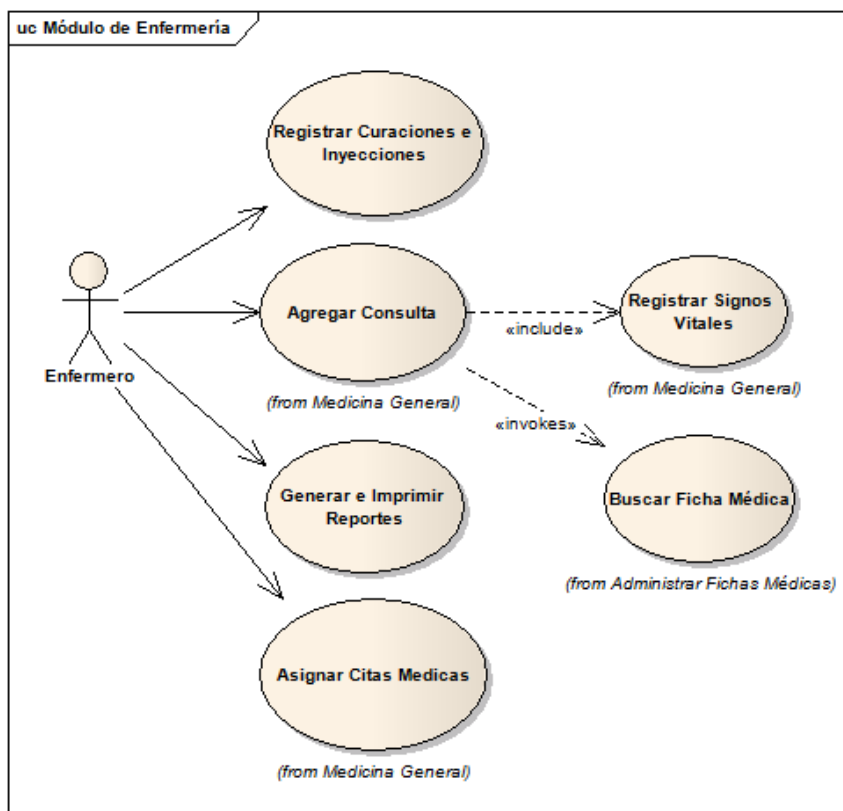 uc Módulo de Enfermería
Registrar Curaciones e
Inyecciones
Enfermero
Agregar Consulta
(from Medicina General)
«include»
Registrar Signos
Vitales
(from Medicina General)
«invokes»
Buscar Ficha Médica
(from Administrar Fichas Médicas)
Generar e Imprimir
Reportes
Asignar Citas Medicas
(from Medicina General)